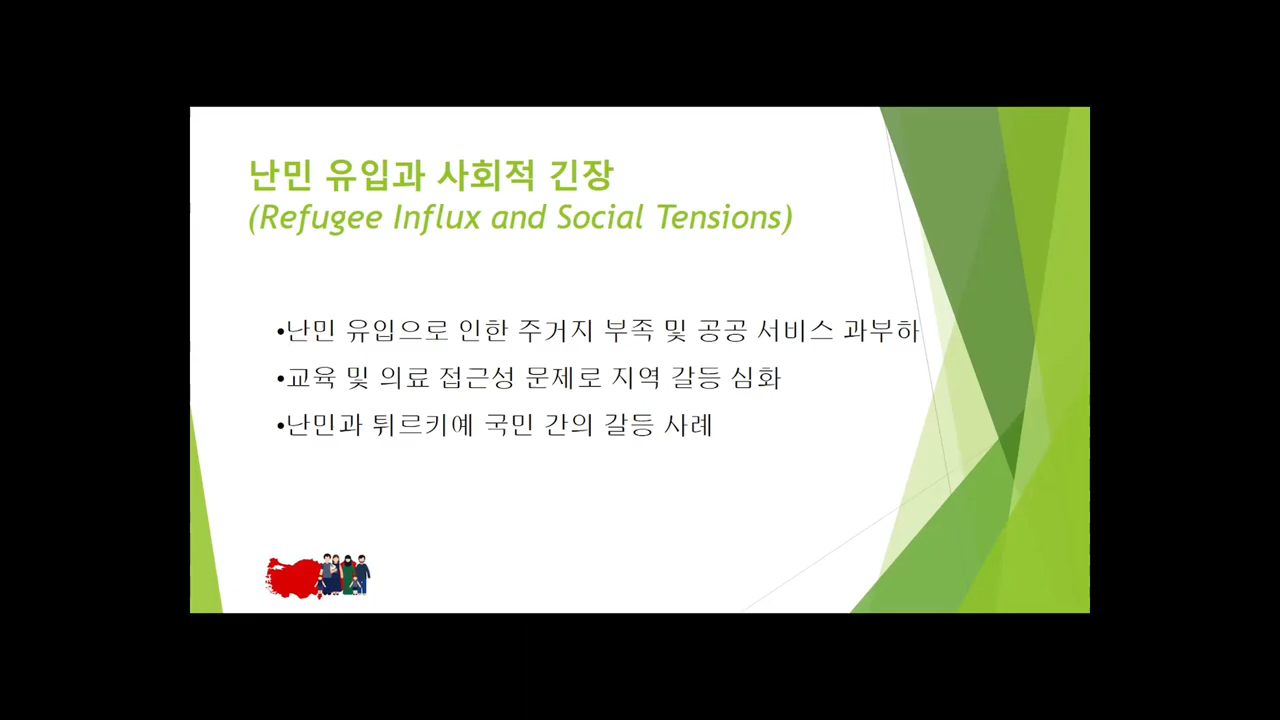 난민 유입과 사회적 긴장
(Refugee Influx and Social Tensions)
•난민 유입으로 인한 주거지 부족 및 공공 서비스 과부하
•교육 및 의료 접근성 문제로 지역 갈등 심화
•난민과 튀르키예 국민 간의 갈등 사례